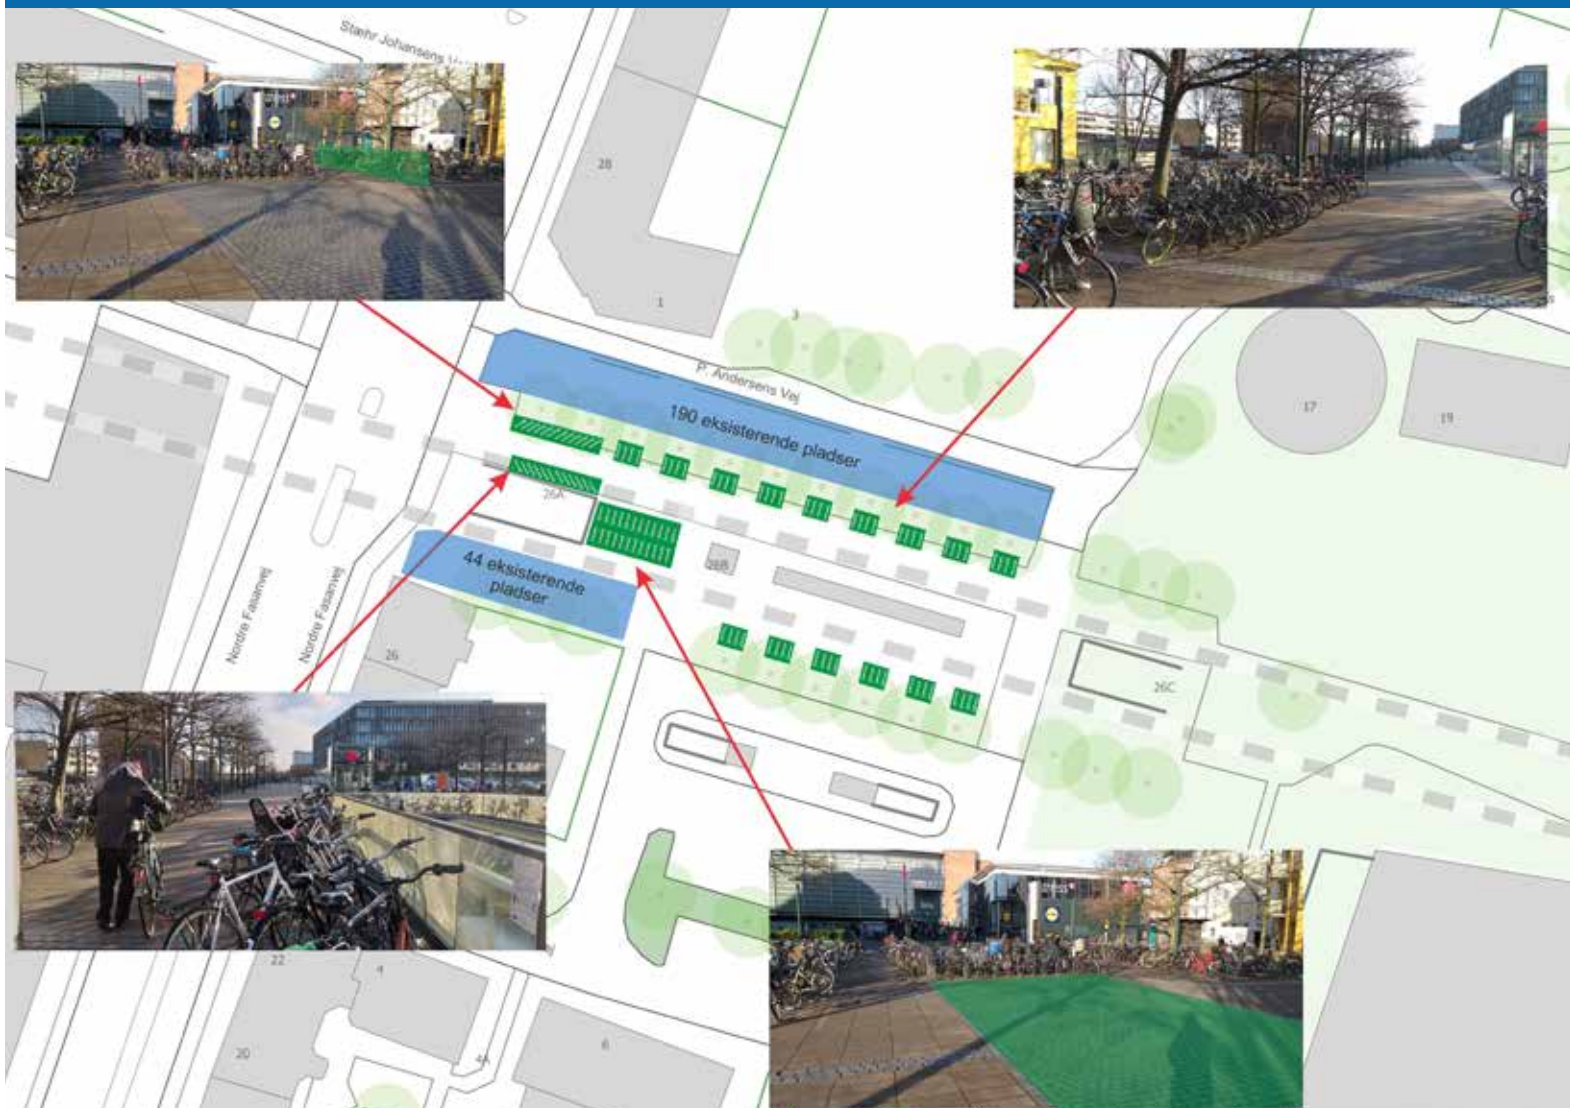 Stæhr Johansens
28
1
3
P. Andersens Vej
17
19
190 eksisterende pladser
26A
44 eksisterende
pladser
26B
Nordre Fasanvej
Nordre Fasanvej
26
26C
22
4
20
4A
6